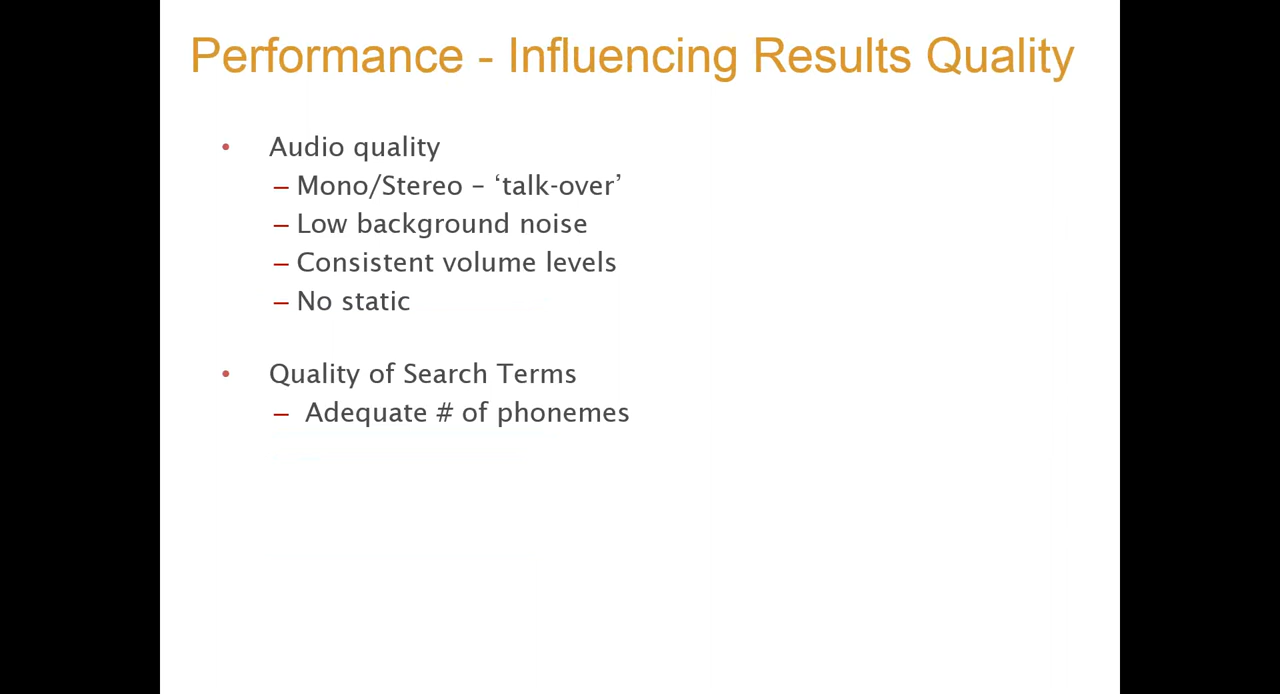 Performance - Influencing Results Quality
• Audio quality
– Mono/Stereo – ‘talk-over’
– Low background noise
– Consistent volume levels
– No static
• Quality of Search Terms
– Adequate # of phonemes